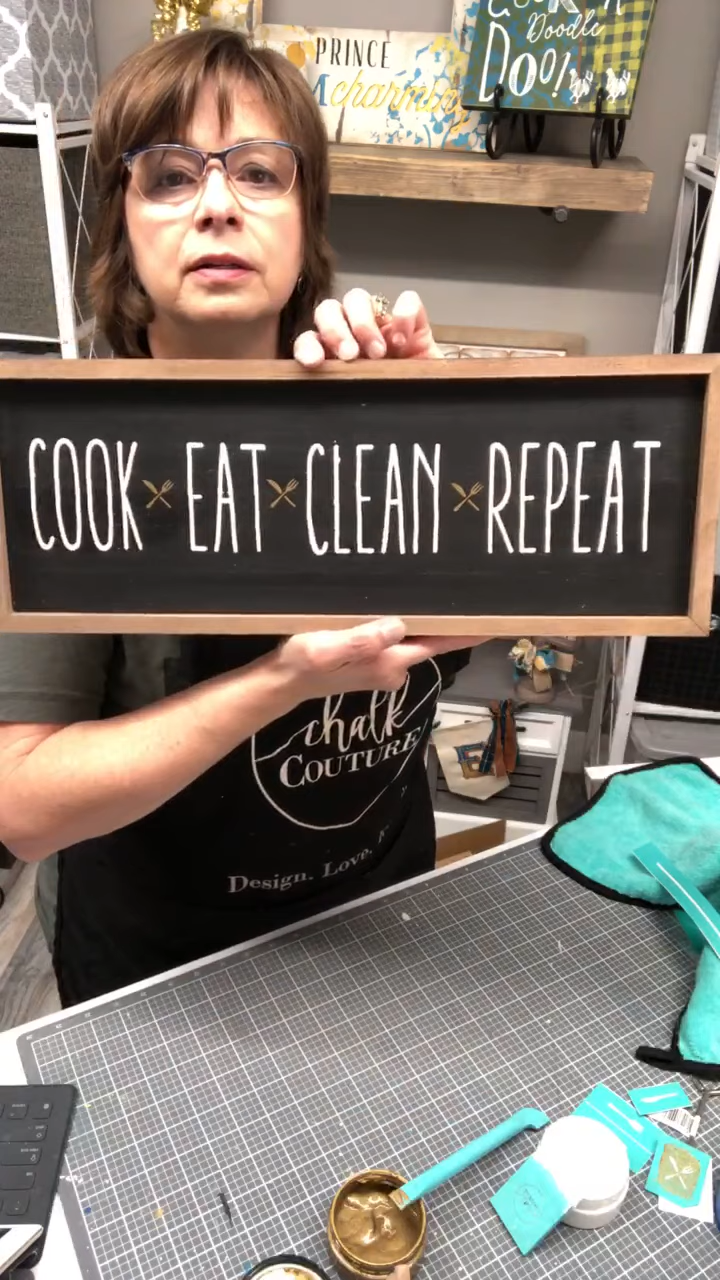 PRINCE
charming
Doodle
Doo!
COOK EAT CLEAN REPEAT
chalk
COUTURE
Design. Love.